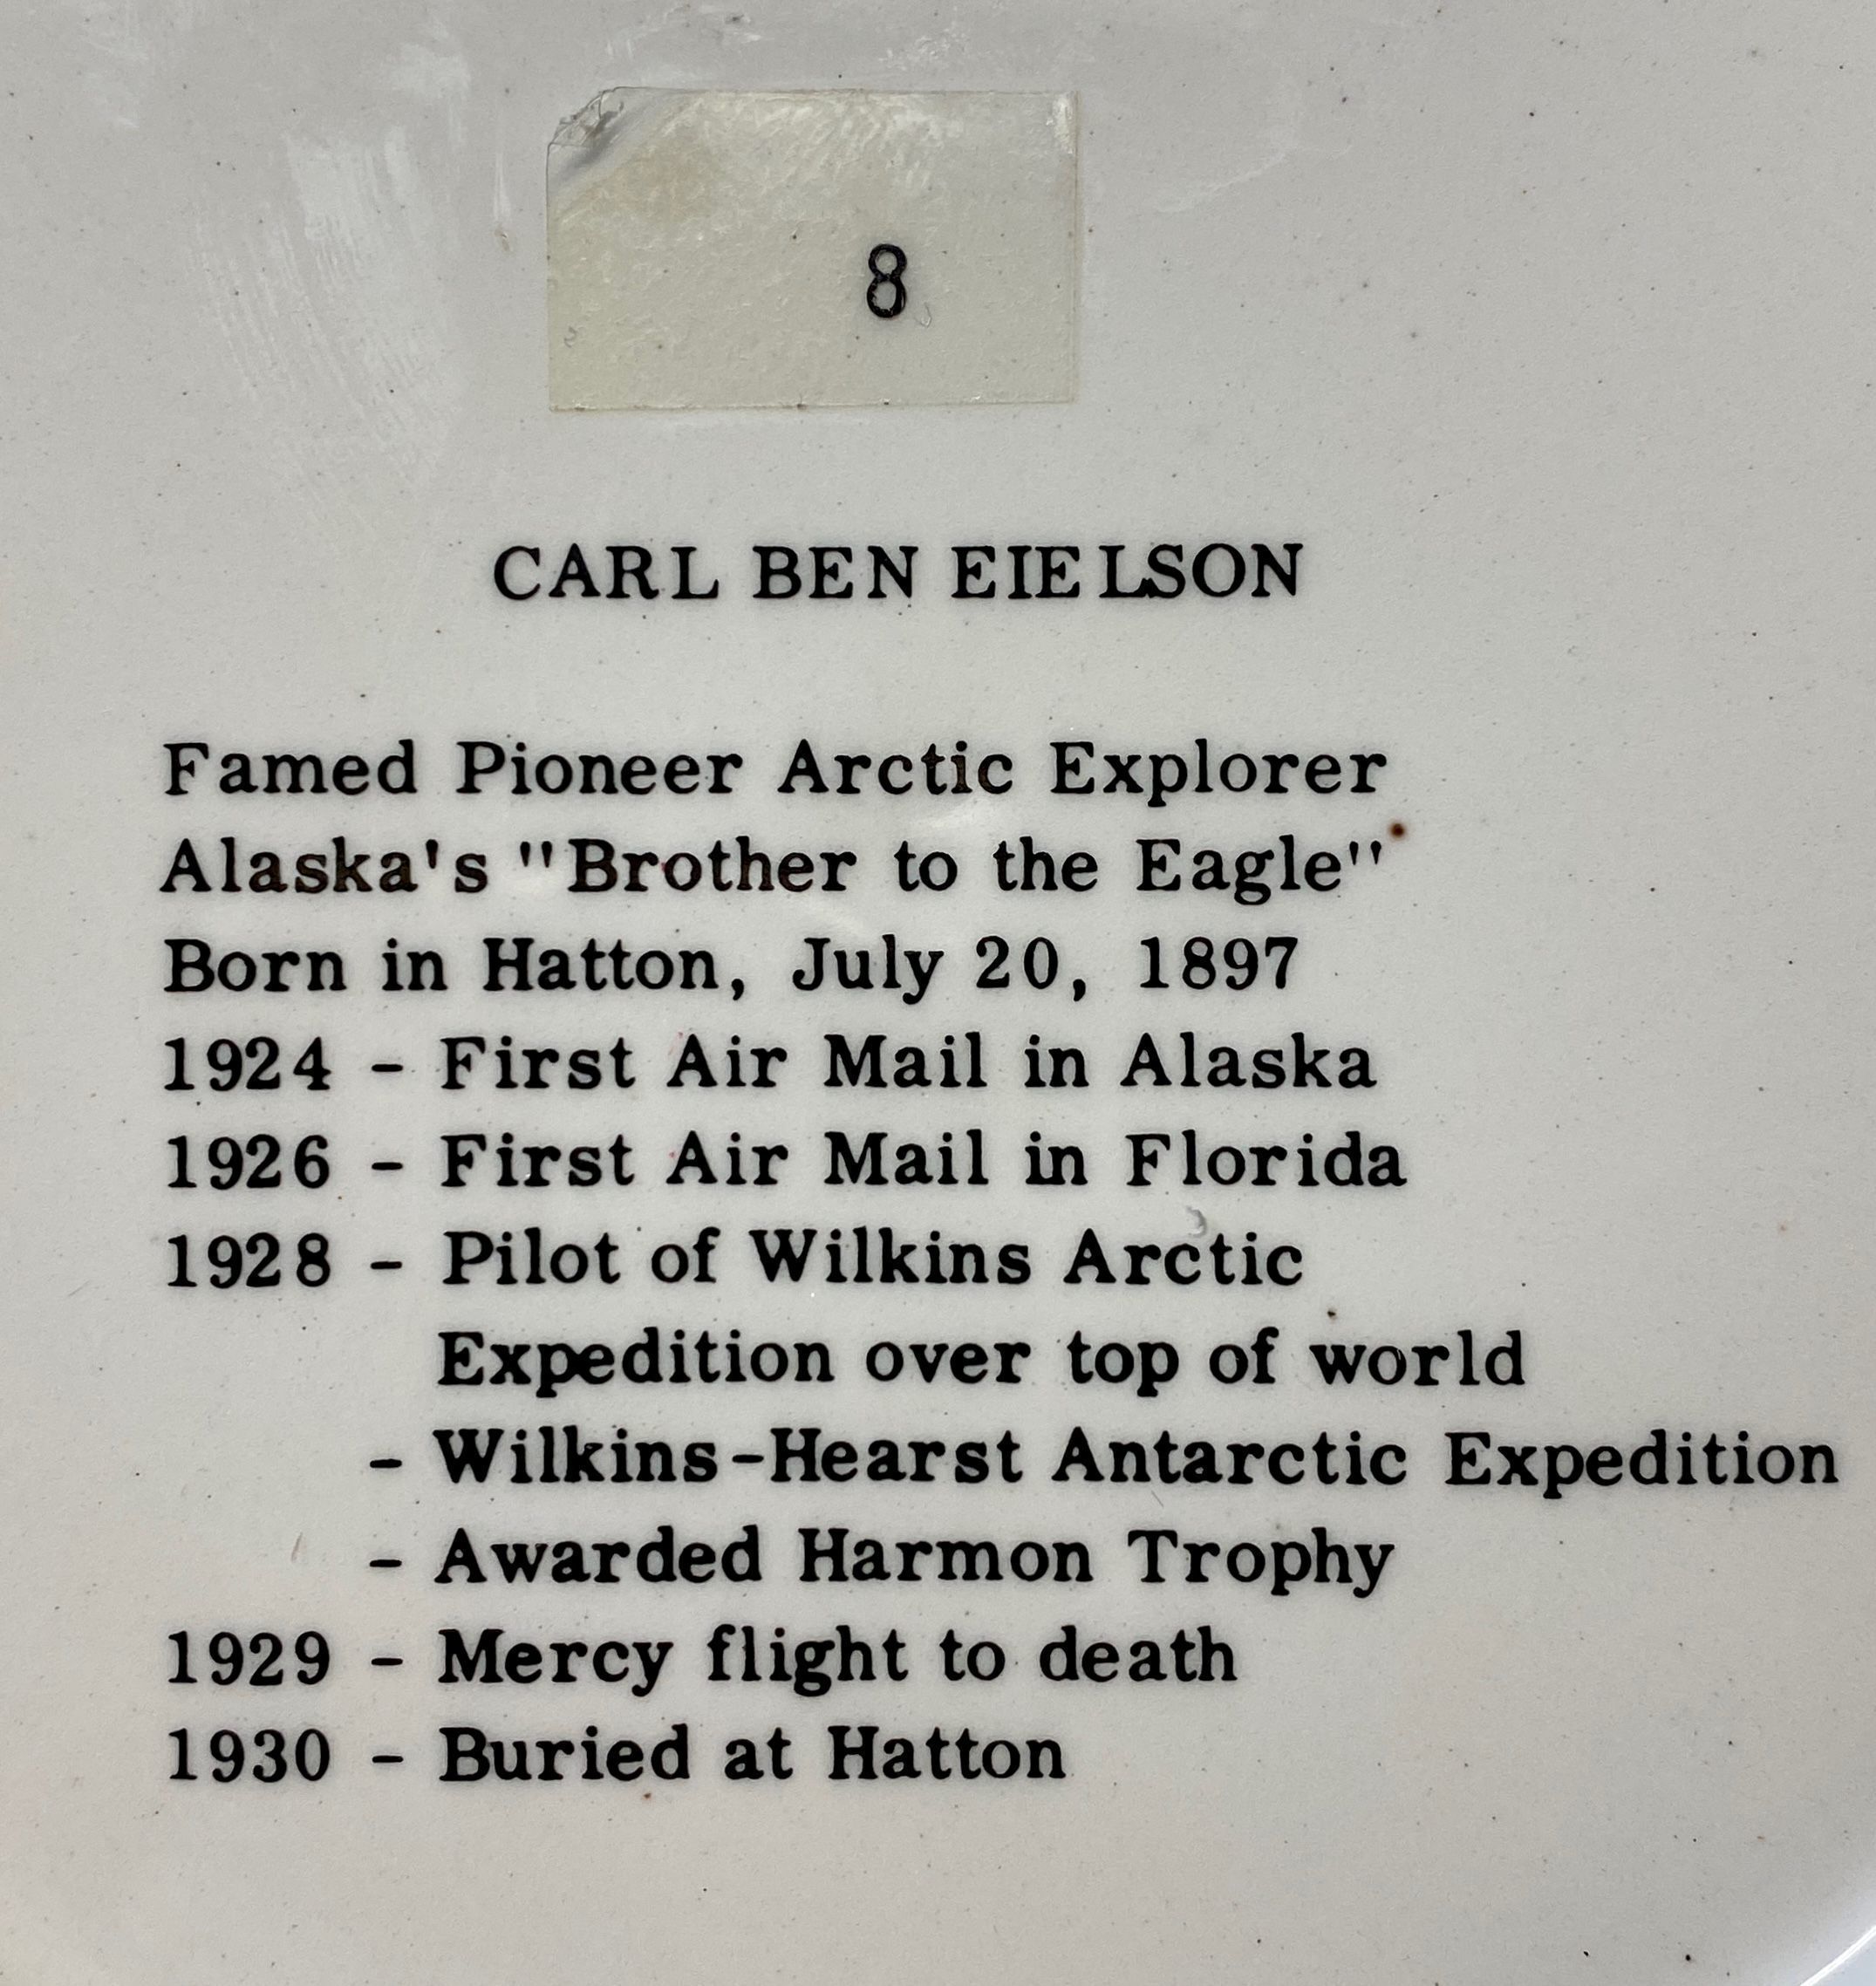 8
CARL BEN EIELSON
Famed Pioneer Arctic Explorer
Alaska's "Brother to the Eagle"
Born in Hatton, July 20, 1897
1924 - First Air Mail in Alaska
1926 - First Air Mail in Florida
1928 - Pilot of Wilkins Arctic
Expedition over top of world
- Wilkins-Hearst Antarctic Expedition
- Awarded Harmon Trophy
1929 - Mercy flight to death
1930 - Buried at Hatton